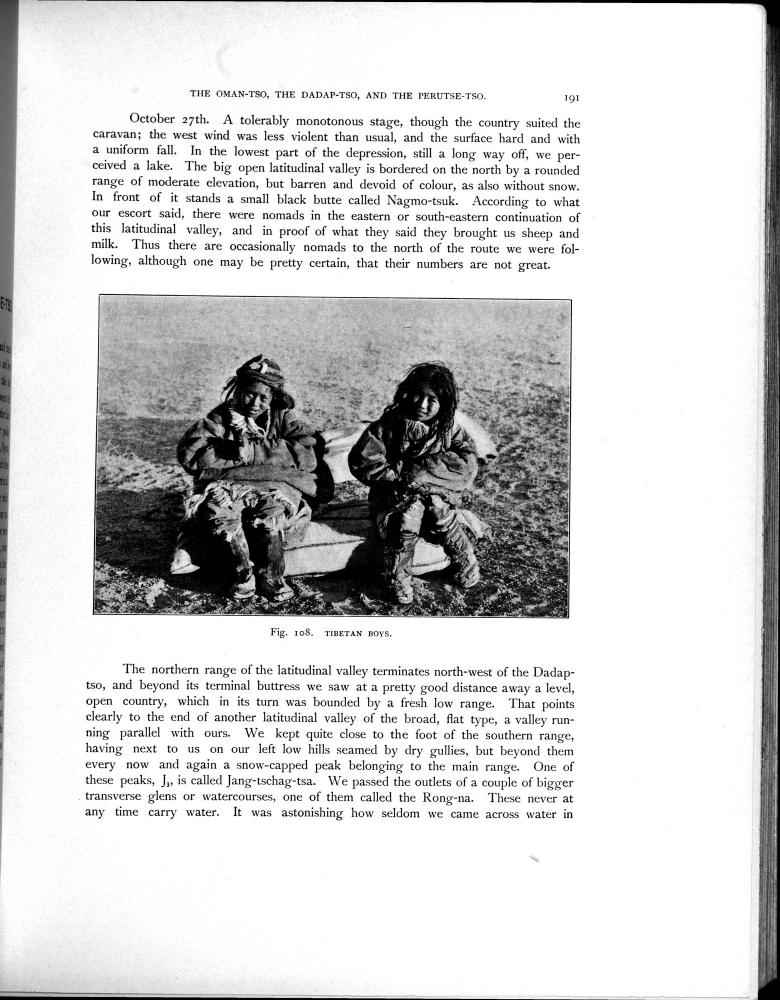 THE OMAN-TSO, THE DADAP-TSO, AND THE PERUTSE-TSO. 191
October 27th. A tolerably monotonous stage, though the country suited the
caravan; the west wind was less violent than usual, and the surface hard and with
a uniform fall. In the lowest part of the depression, still a long way off, we per-
ceived a lake. The big open latitudinal valley is bordered on the north by a rounded
range of moderate elevation, but barren and devoid of colour, as also without snow.
In front of it stands a small black butte called Nagmo-tsuk. According to what
our escort said, there were nomads in the eastern or south-eastern continuation of
this latitudinal valley, and in proof of what they said they brought us sheep and
milk. Thus there are occasionally nomads to the north of the route we were fol-
lowing, although one may be pretty certain, that their numbers are not great.
Fig. 108. TIBETAN BOYS.
The northern range of the latitudinal valley terminates north-west of the Dadap-
tso, and beyond its terminal buttress we saw at a pretty good distance away a level,
open country, which in its turn was bounded by a fresh low range. That points
clearly to the end of another latitudinal valley of the broad, flat type, a valley run-
ning parallel with ours. We kept quite close to the foot of the southern range,
having next to us on our left low hills seamed by dry gullies, but beyond them
every now and again a snow-capped peak belonging to the main range. One of
these peaks, J₃, is called Jang-tschag-tsa. We passed the outlets of a couple of bigger
transverse glens or watercourses, one of them called the Rong-na. These never at
any time carry water. It was astonishing how seldom we came across water in